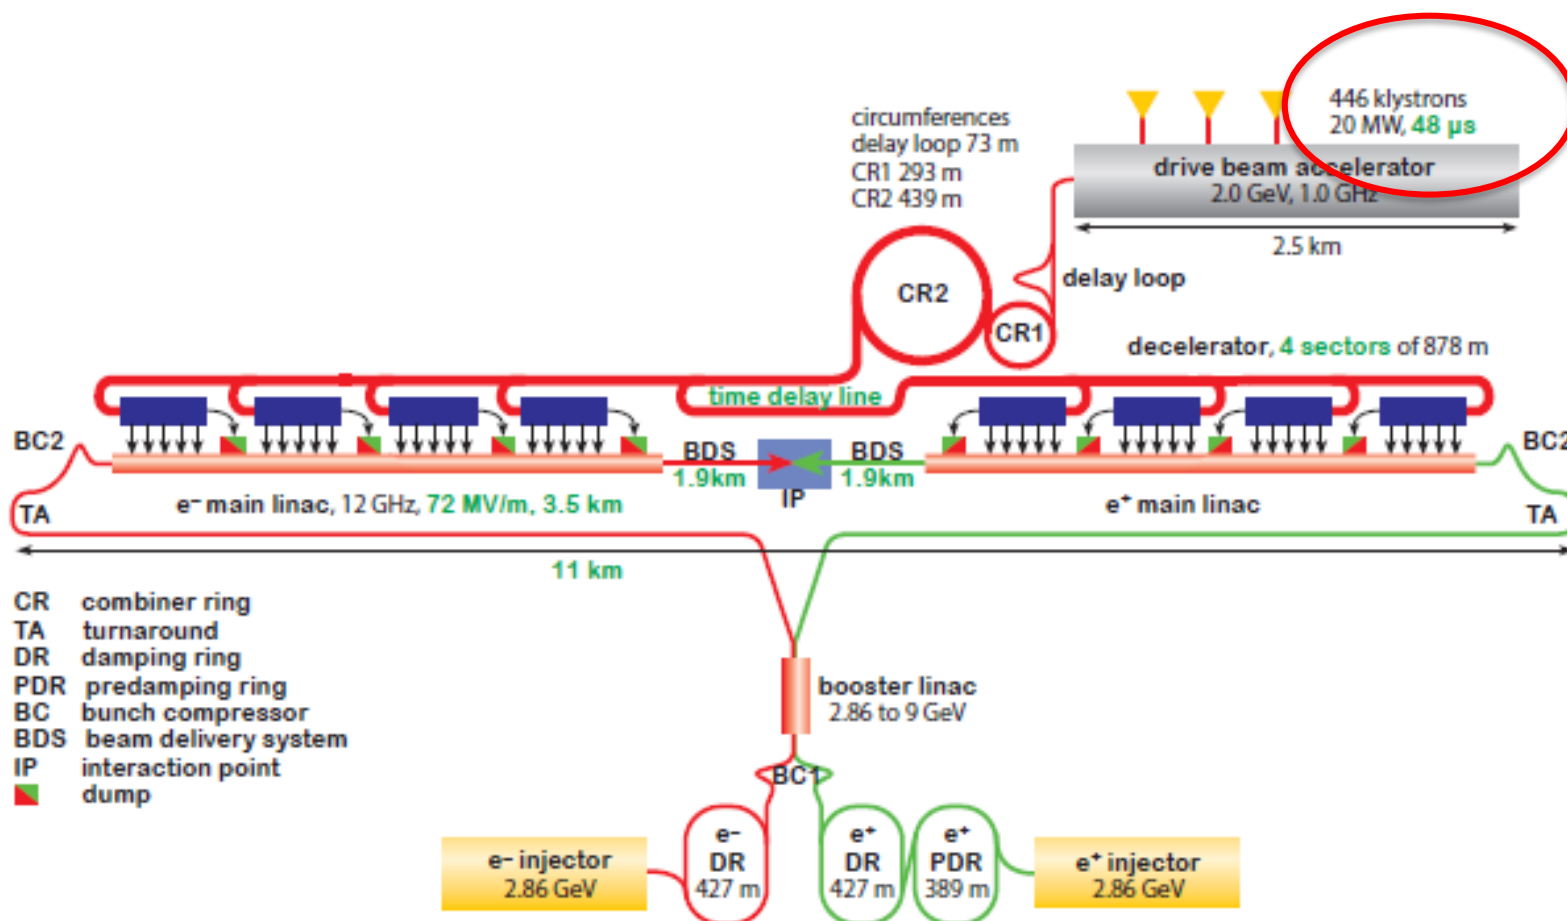 446 klystrons
20 MW, 48 µs
circumferences
delay loop 73 m
CR1 293 m
CR2 439 m
drive beam accelerator
2.0 GeV, 1.0 GHz
2.5 km
delay loop
CR2
CR1
decelerator, 4 sectors of 878 m
time delay line
BC2
BDS
1.9km
IP
BDS
1.9km
BC2
TA
e– main linac, 12 GHz, 72 MV/m, 3.5 km
e+ main linac
TA
11 km
CR combiner ring
TA turnaround
DR damping ring
PDR predamping ring
BC bunch compressor
BDS beam delivery system
IP interaction point
dump
booster linac
2.86 to 9 GeV
BC1
e– injector
2.86 GeV
e–
DR
427 m
e+
DR
427 m
e+
PDR
389 m
e+ injector
2.86 GeV